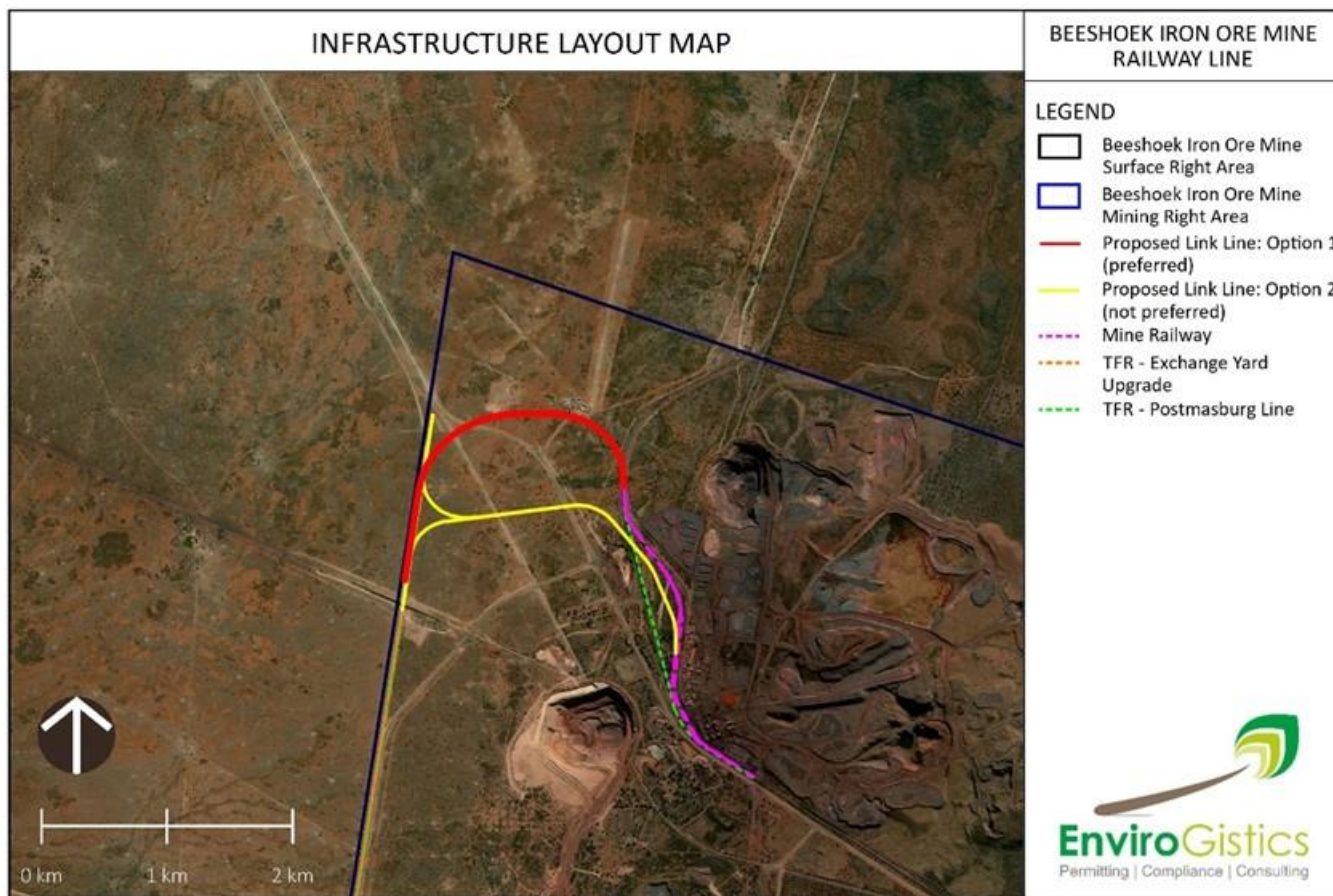 INFRASTRUCTURE LAYOUT MAP
BEESHOEK IRON ORE MINE
RAILWAY LINE
LEGEND
Beeshoek Iron Ore Mine
Surface Right Area
Beeshoek Iron Ore Mine
Mining Right Area
Proposed Link Line: Option 1
(preferred)
Proposed Link Line: Option 2
(not preferred)
Mine Railway
TFR - Exchange Yard
Upgrade
TFR - Postmasburg Line
0 km 1 km 2 km
EnviroGistics
Permitting | Compliance | Consulting